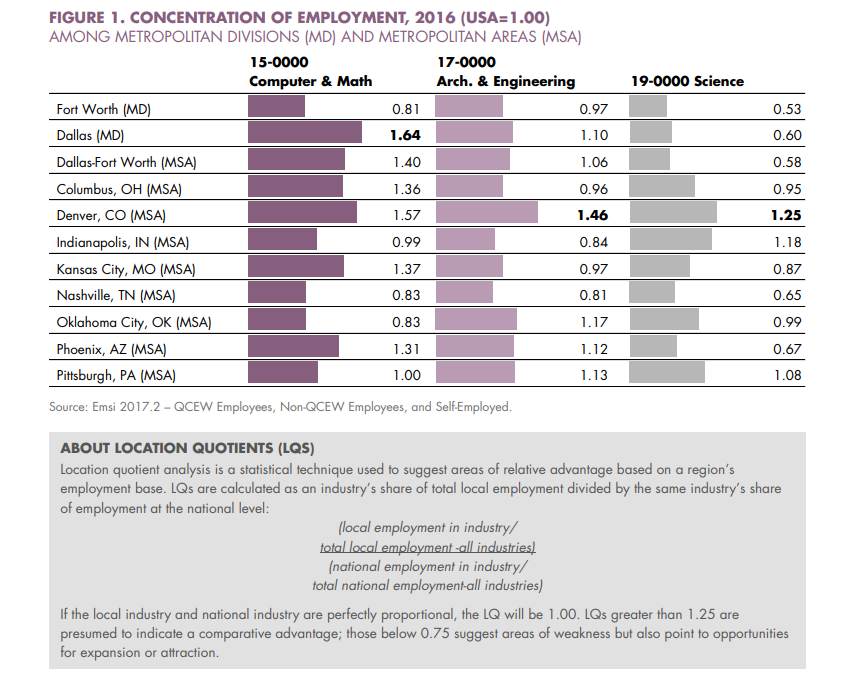 FIGURE 1. CONCENTRATION OF EMPLOYMENT, 2016 (USA=1.00)
AMONG METROPOLITAN DIVISIONS (MD) AND METROPOLITAN AREAS (MSA)
15-0000 17-0000
Computer & Math Arch. & Engineering 19-0000 Science
Fort Worth (MD) 0.81 0.97 0.53
Dallas (MD) 1.64 1.10 0.60
Dallas-Fort Worth (MSA) 1.40 1.06 0.58
Columbus, OH (MSA) 1.36 0.96 0.95
Denver, CO (MSA) 1.57 1.46 1.25
Indianapolis, IN (MSA) 0.99 0.84 1.18
Kansas City, MO (MSA) 1.37 0.97 0.87
Nashville, TN (MSA) 0.83 0.81 0.65
Oklahoma City, OK (MSA) 0.83 1.17 0.99
Phoenix, AZ (MSA) 1.31 1.12 0.67
Pittsburgh, PA (MSA) 1.00 1.13 1.08
Source: Emsi 2017.2 – QCEW Employees, Non-QCEW Employees, and Self-Employed.
ABOUT LOCATION QUOTIENTS (LQS)
Location quotient analysis is a statistical technique used to suggest areas of relative advantage based on a region's
employment base. LQs are calculated as an industry's share of total local employment divided by the same industry's share
of employment at the national level:
(local employment in industry/
total local employment -all industries)
(national employment in industry/
total national employment-all industries)
If the local industry and national industry are perfectly proportional, the LQ will be 1.00. LQs greater than 1.25 are
presumed to indicate a comparative advantage; those below 0.75 suggest areas of weakness but also point to opportunities
for expansion or attraction.